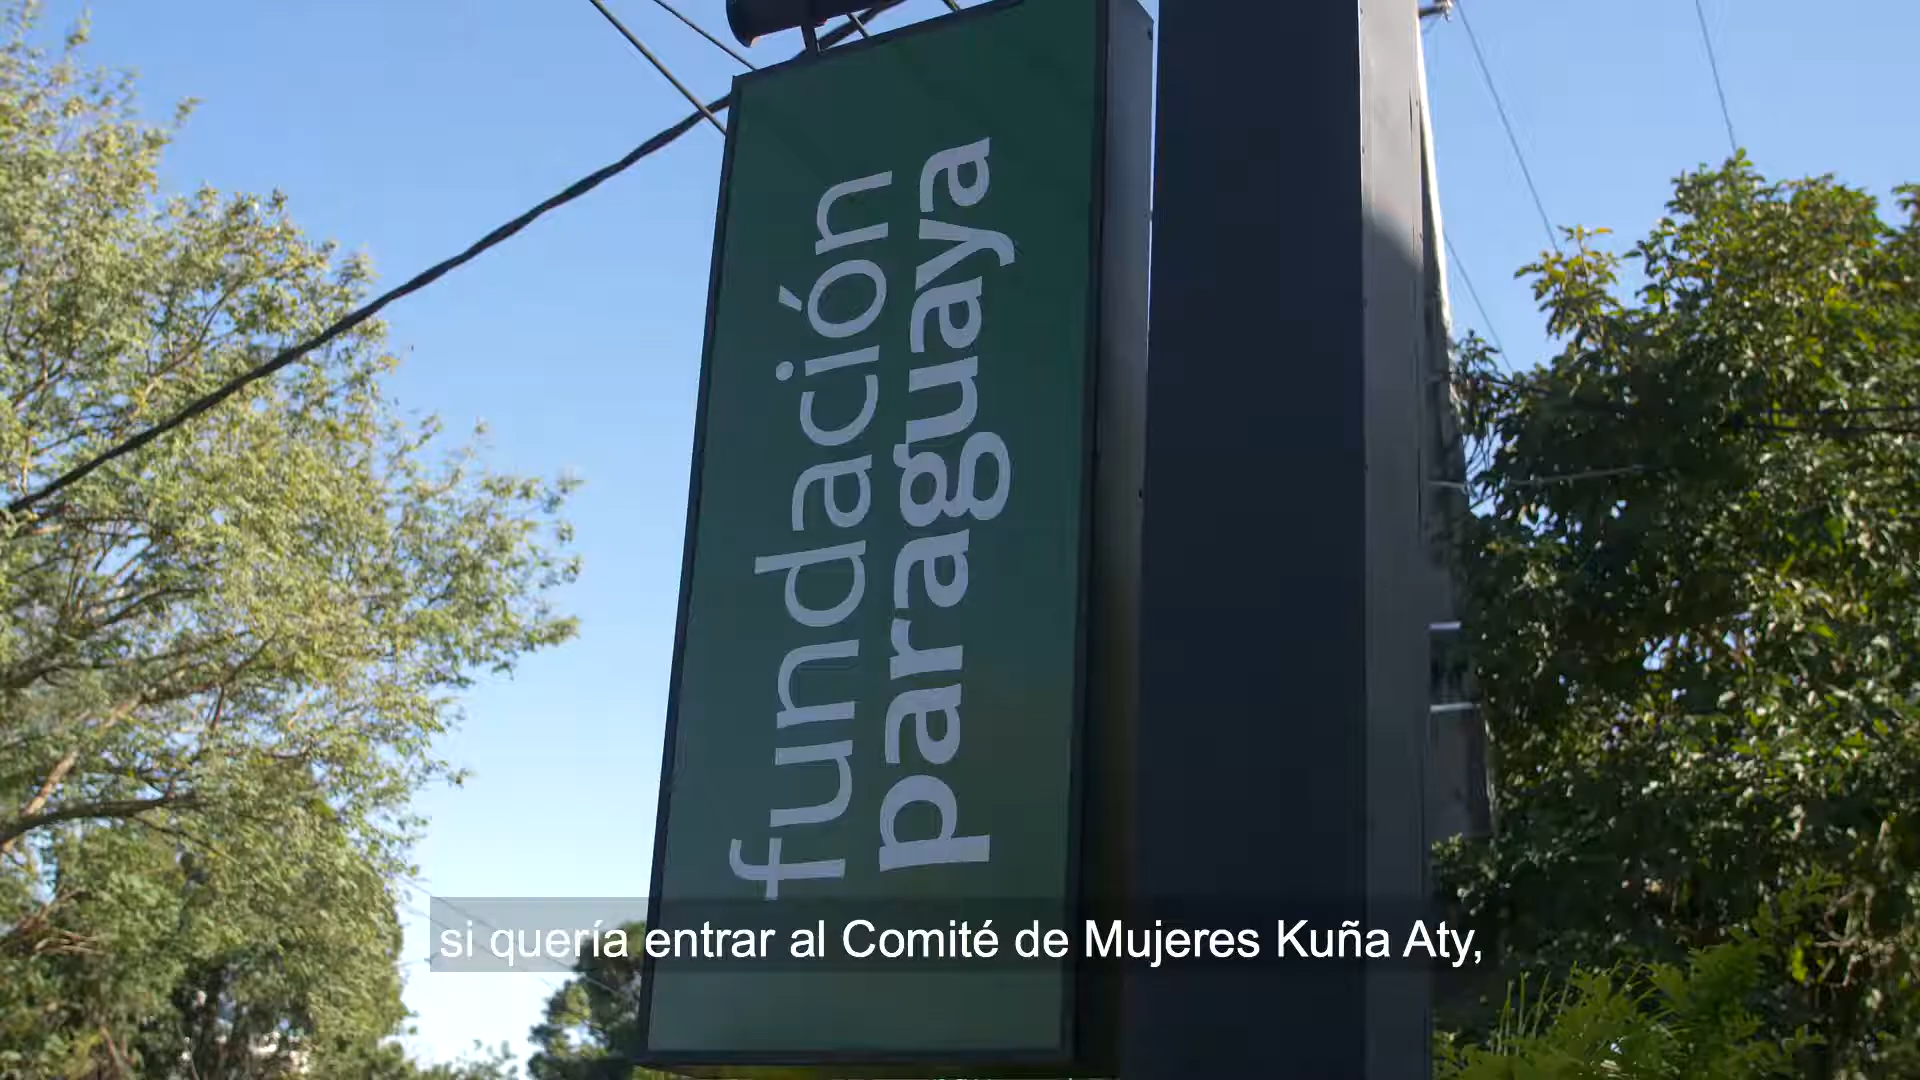 fundación
paraguaya
si quería entrar al Comité de Mujeres Kuña Aty,